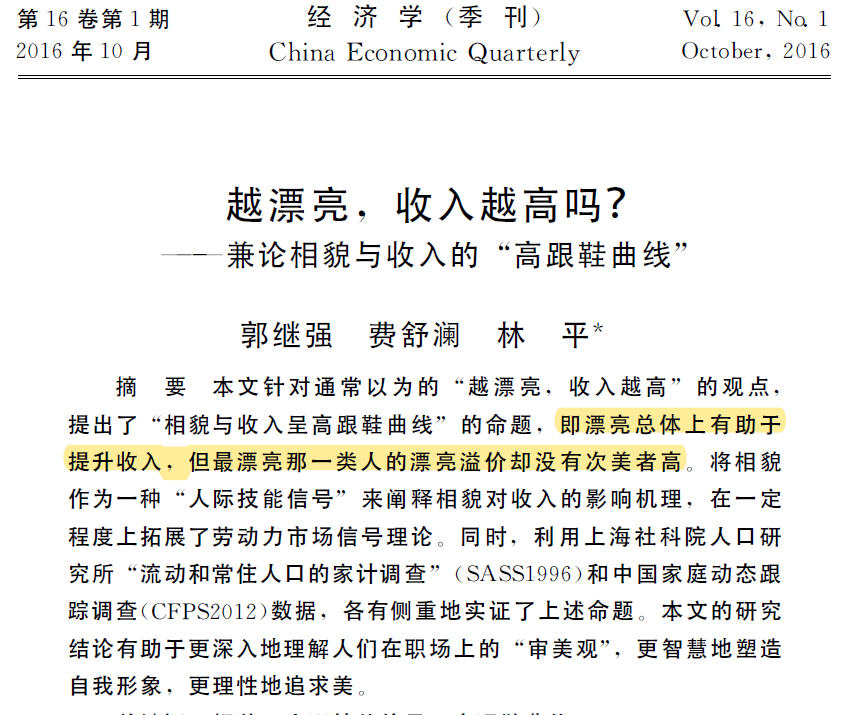 第 16 卷第 1 期 经 济 学 (季 刊) Vol. 16, No. 1
2016 年 10 月 China Economic Quarterly October, 2016
越漂亮，收入越高吗？
——兼论相貌与收入的“高跟鞋曲线”
郭继强 费舒澜 林 平*
摘 要 本文针对通常以为的“越漂亮，收入越高”的观点，
提出了“相貌与收入呈高跟鞋曲线”的命题，即漂亮总体上有助于
提升收入，但最漂亮那一类人的漂亮溢价却没有次美者高。将相貌
作为一种“人际技能信号”来阐释相貌对收入的影响机理，在一定
程度上拓展了劳动力市场信号理论。同时，利用上海社科院人口研
究所“流动和常住人口的家计调查”(SASS1996)和中国家庭动态跟
踪调查(CFPS2012)数据，各有侧重地实证了上述命题。本文的研究
结论有助于更深入地理解人们在职场上的“审美观”，更智慧地塑造
自我形象，更理性地追求美。